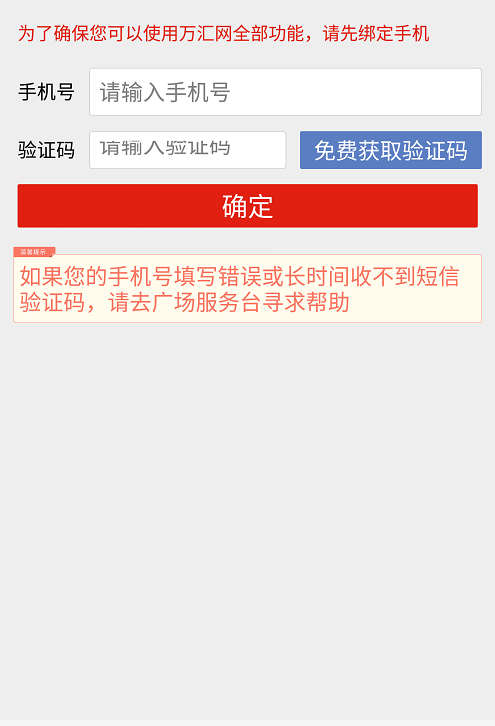 为了确保您可以使用万汇网全部功能，请先绑定手机
手机号 请输入手机号
验证码 请输入验证码 免费获取验证码
确定
温馨提示
如果您的手机号填写错误或长时间收不到短信
验证码，请去广场服务台寻求帮助